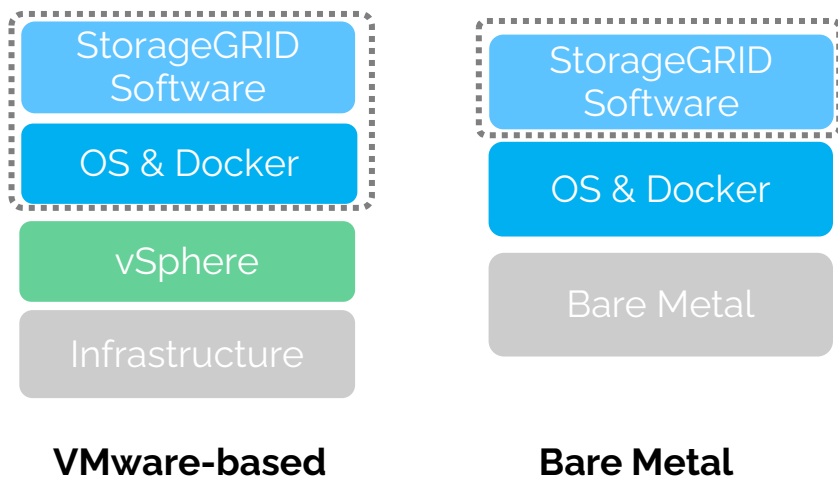 StorageGRID
Software
OS & Docker
vSphere
Infrastructure
VMware-based
StorageGRID
Software
OS & Docker
Bare Metal
Bare Metal